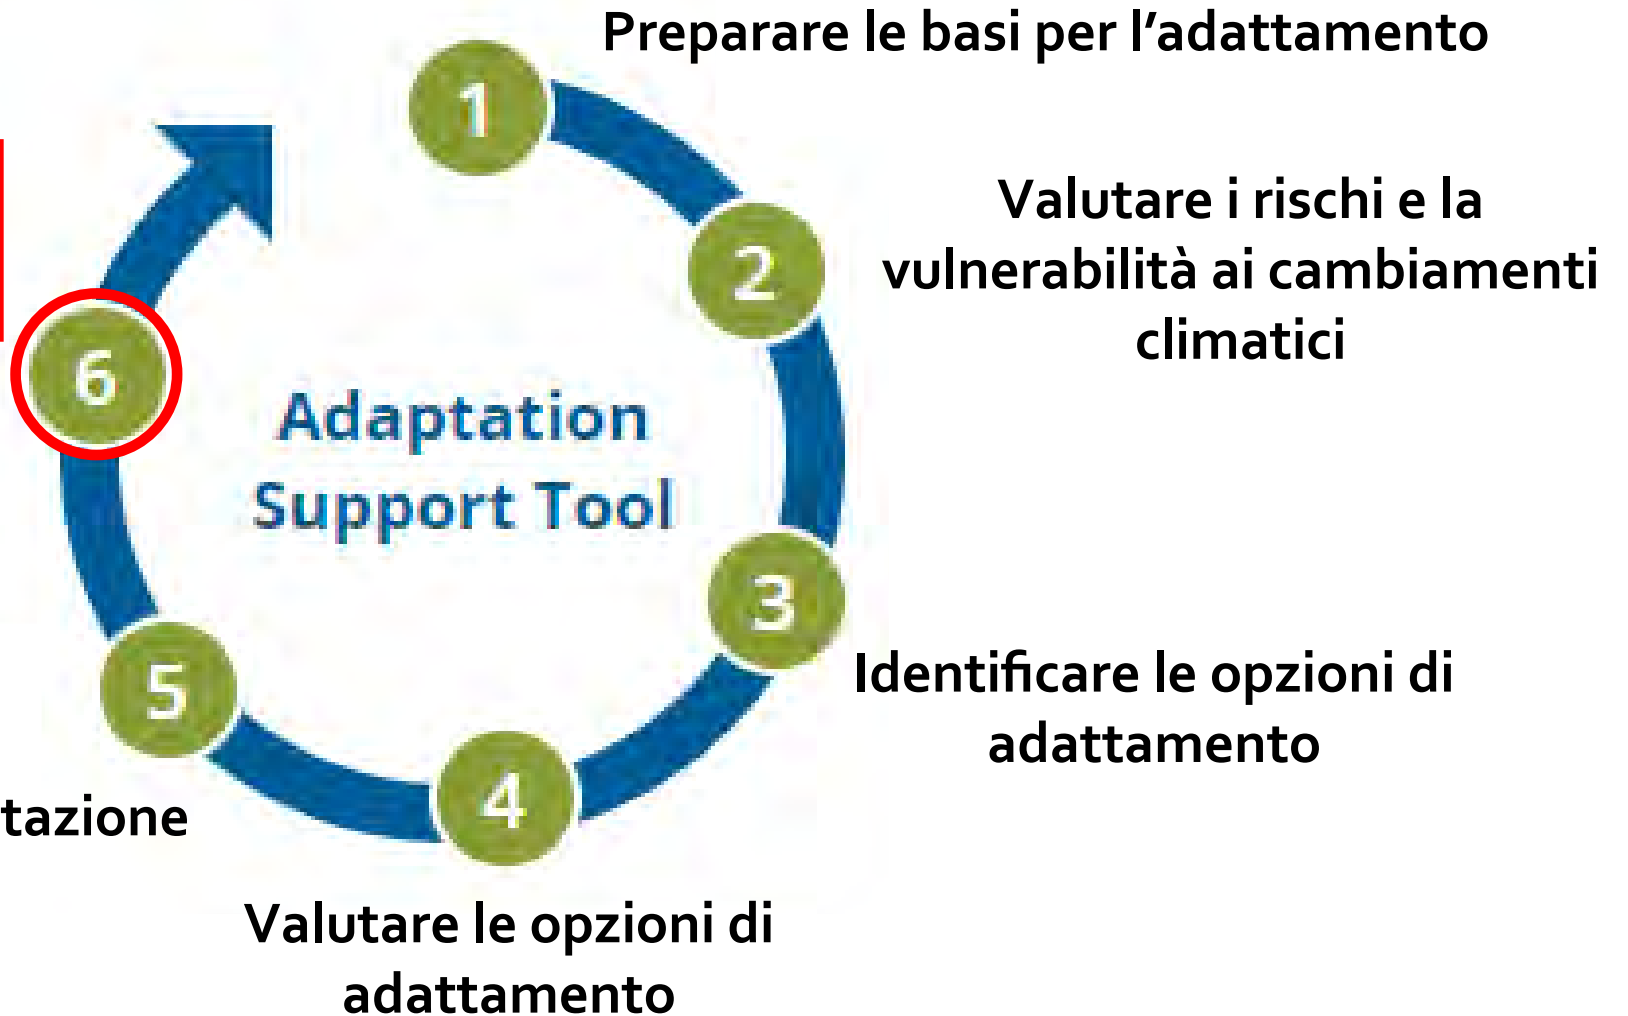 Preparare le basi per l'adattamento
1
Valutare i rischi e la
vulnerabilità ai cambiamenti
climatici
2
6
Adaptation
Support Tool
3
Identificare le opzioni di
adattamento
5
4
tazione
Valutare le opzioni di
adattamento